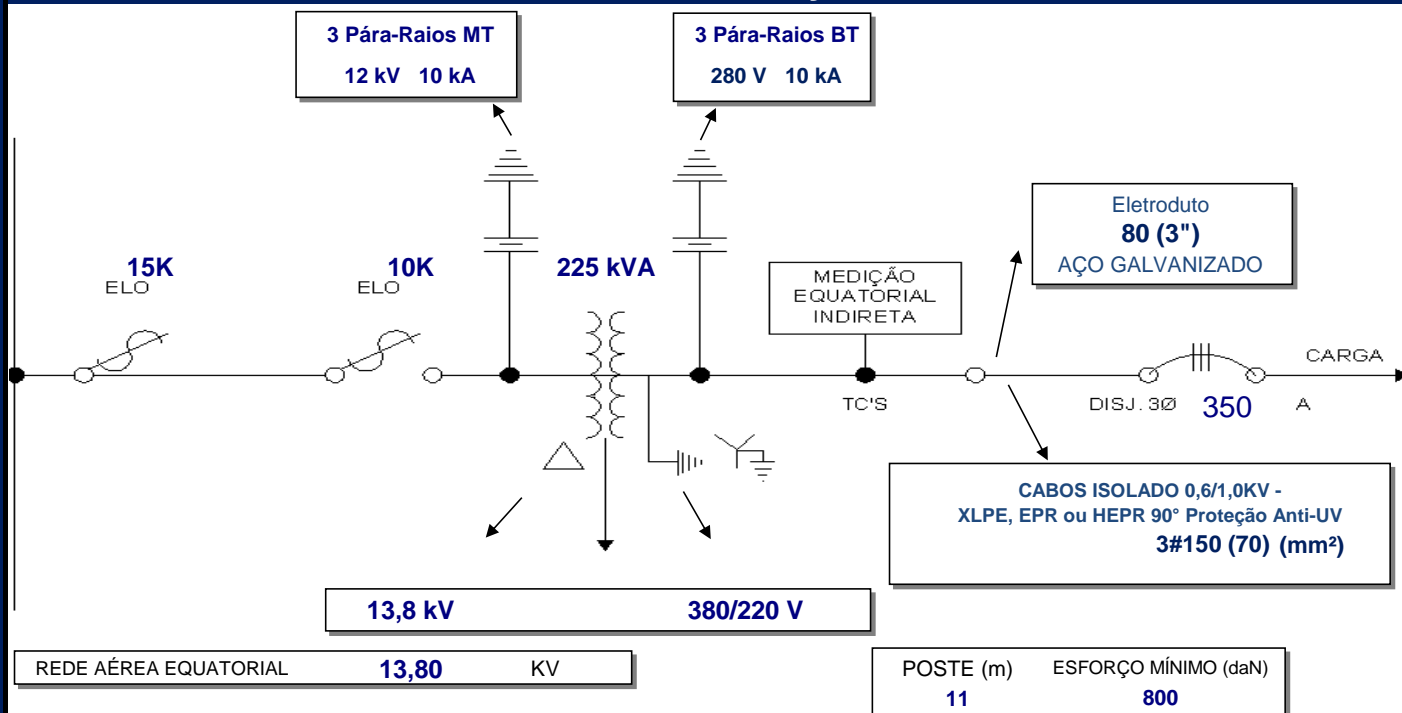 3 Pára-Raios MT
12 kV 10 kA
3 Pára-Raios BT
280 V 10 kA
Eletroduto
80 (3")
AÇO GALVANIZADO
15K
ELO
10K
ELO
225 kVA
MEDIÇÃO
EQUATORIAL
INDIRETA
TC'S
DISJ. 3Ø 350 A
CARGA
CABOS ISOLADO 0,6/1,0KV -
XLPE, EPR ou HEPR 90° Proteção Anti-UV
3#150 (70) (mm²)
13,8 kV 380/220 V
REDE AÉREA EQUATORIAL 13,80 KV
POSTE (m) ESFORÇO MÍNIMO (daN)
11 800